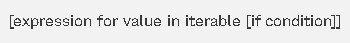 [expression for value in iterable [if condition]]